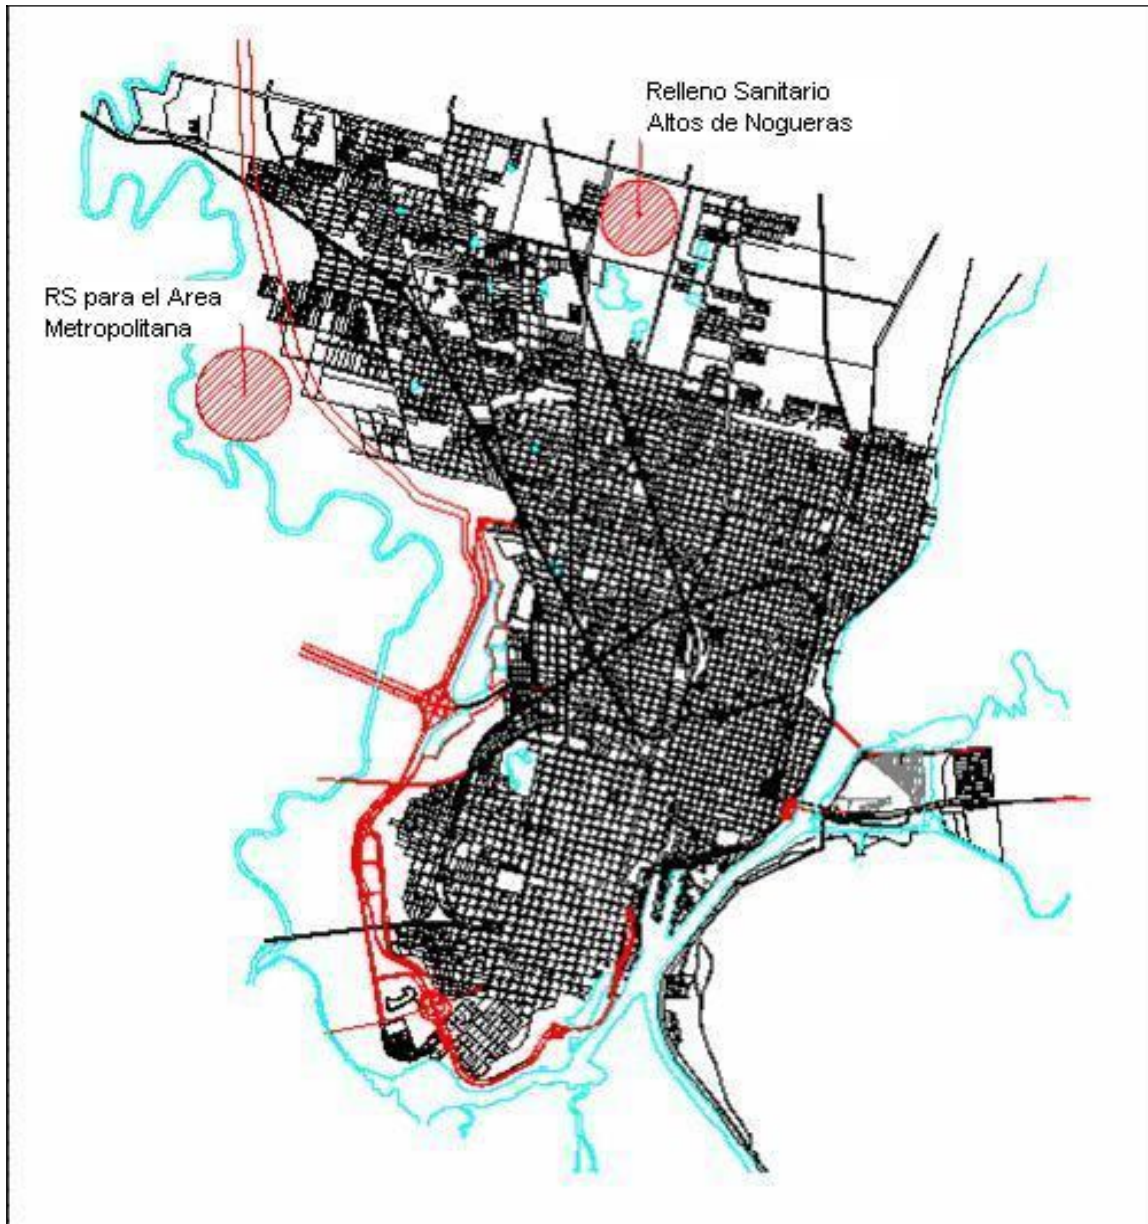 Relleno Sanitario
Altos de Nogueras
RS para el Area
Metropolitana